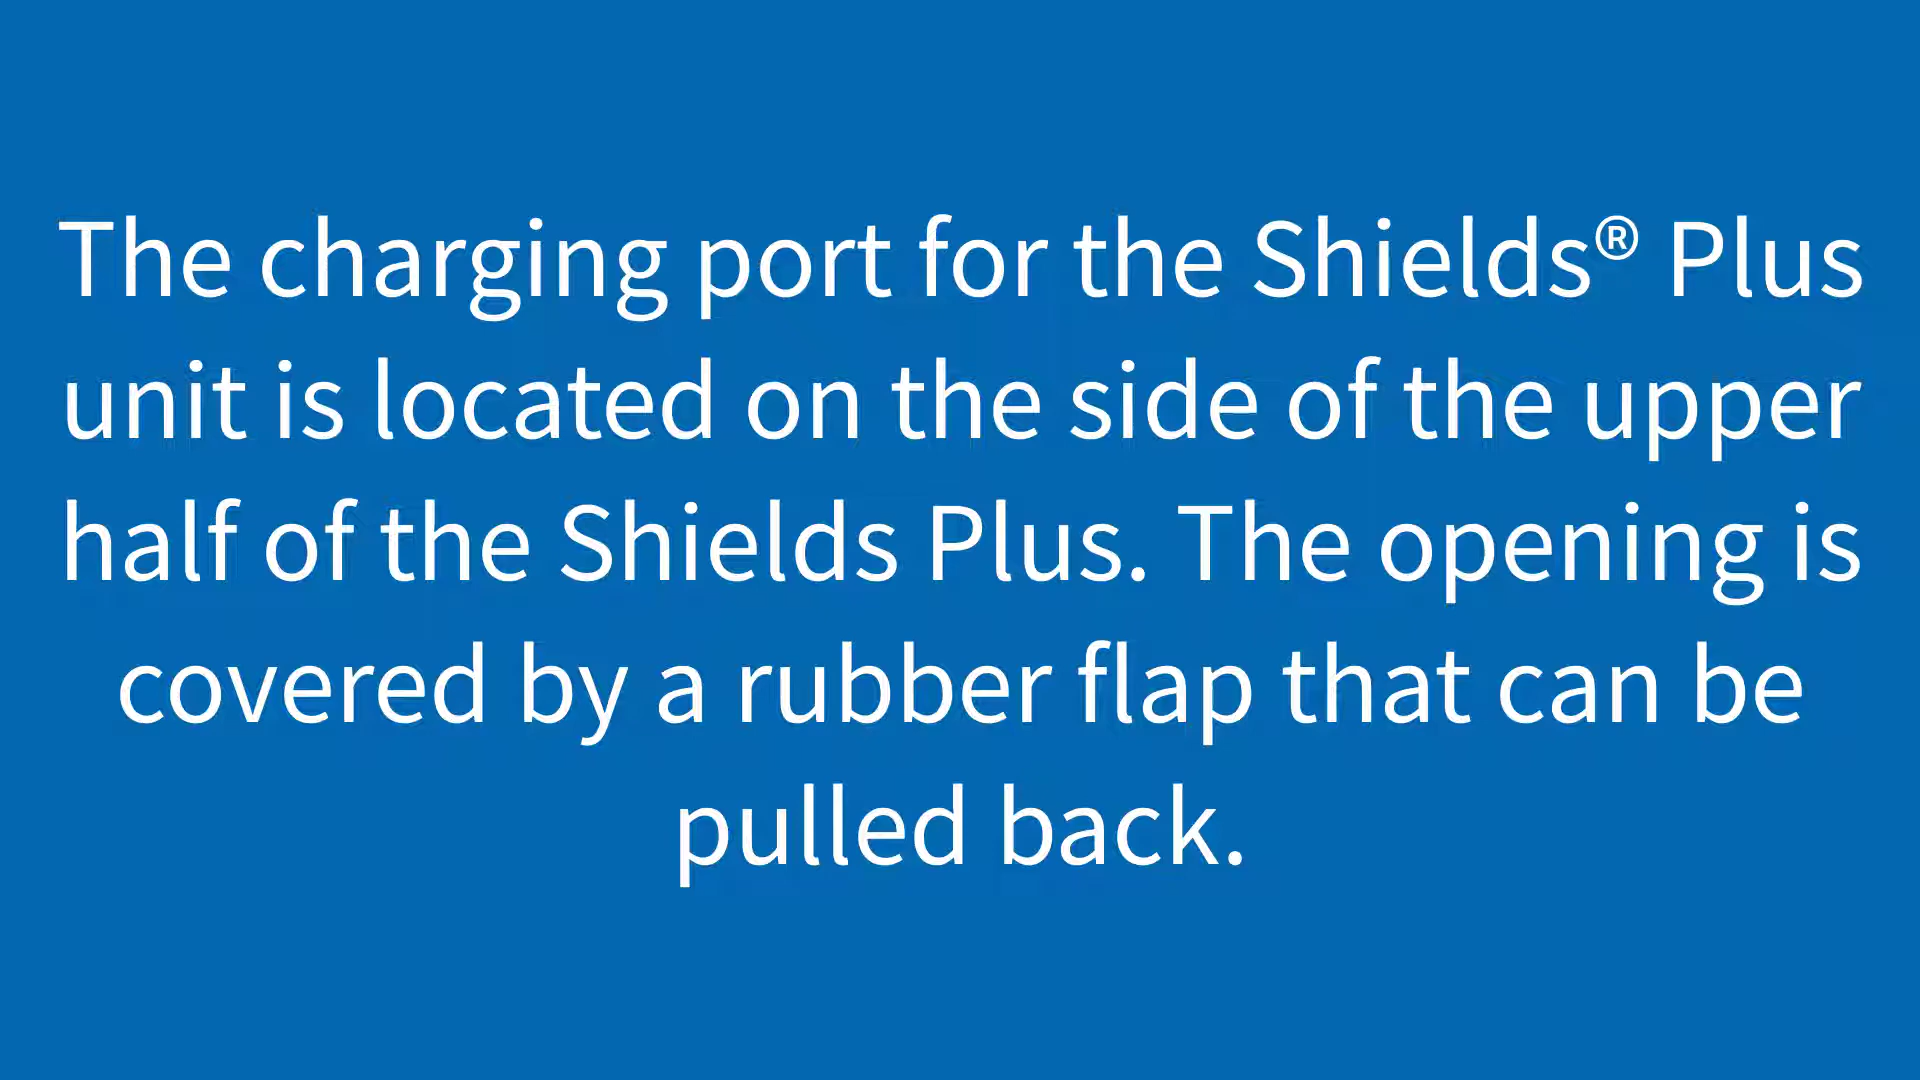 The charging port for the Shields® Plus
unit is located on the side of the upper
half of the Shields Plus. The opening is
covered by a rubber flap that can be
pulled back.